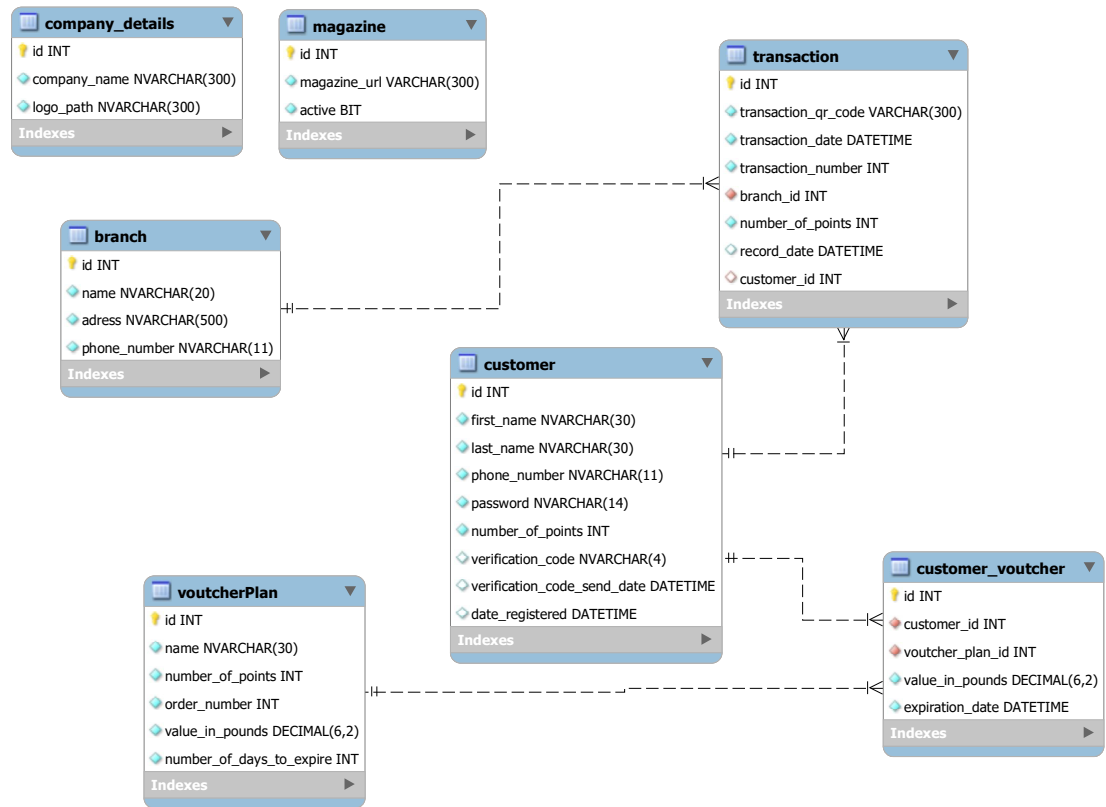 company_details
id INT
company_name NVARCHAR(300)
logo_path NVARCHAR(300)
Indexes
magazine
id INT
magazine_url VARCHAR(300)
active BIT
Indexes
transaction
id INT
transaction_qr_code VARCHAR(300)
transaction_date DATETIME
transaction_number INT
branch_id INT
number_of_points INT
record_date DATETIME
customer_id INT
Indexes
branch
id INT
name NVARCHAR(20)
adress NVARCHAR(500)
phone_number NVARCHAR(11)
Indexes
customer
id INT
first_name NVARCHAR(30)
last_name NVARCHAR(30)
phone_number NVARCHAR(11)
password NVARCHAR(14)
number_of_points INT
verification_code NVARCHAR(4)
verification_code_send_date DATETIME
date_registered DATETIME
Indexes
voutcherPlan
id INT
name NVARCHAR(30)
number_of_points INT
order_number INT
value_in_pounds DECIMAL(6,2)
number_of_days_to_expire INT
Indexes
customer_voutcher
id INT
customer_id INT
voutcher_plan_id INT
value_in_pounds DECIMAL(6,2)
expiration_date DATETIME
Indexes